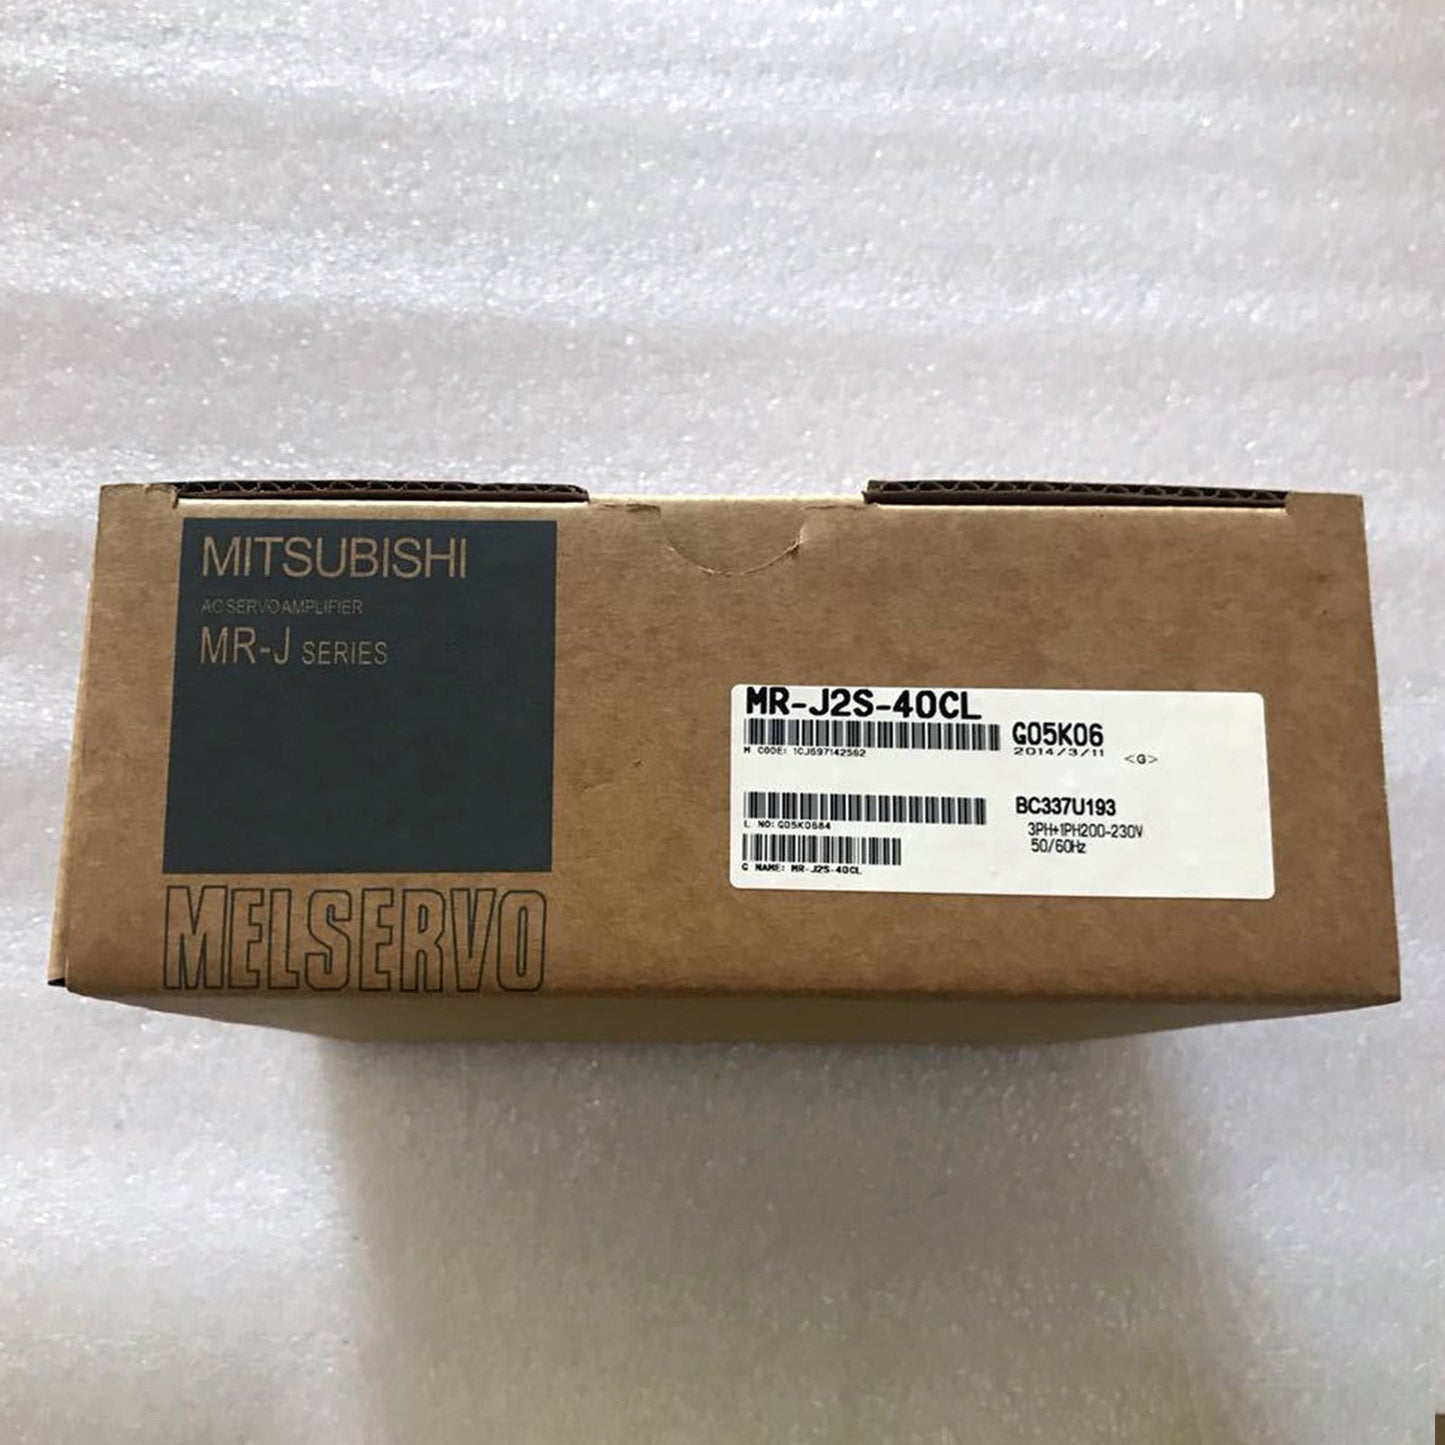 MITSUBISHI
AC SERVO AMPLIFIER
MR-J SERIES
MELSERVO
MR-J2S-40CL
G05K06
M CODE: 1CJ697142562
2014/3/11 <G>
BC337U193
L NO: G05K0684
3PH+1PH200-230V
50/60Hz
C NAME: MR-J2S-40CL